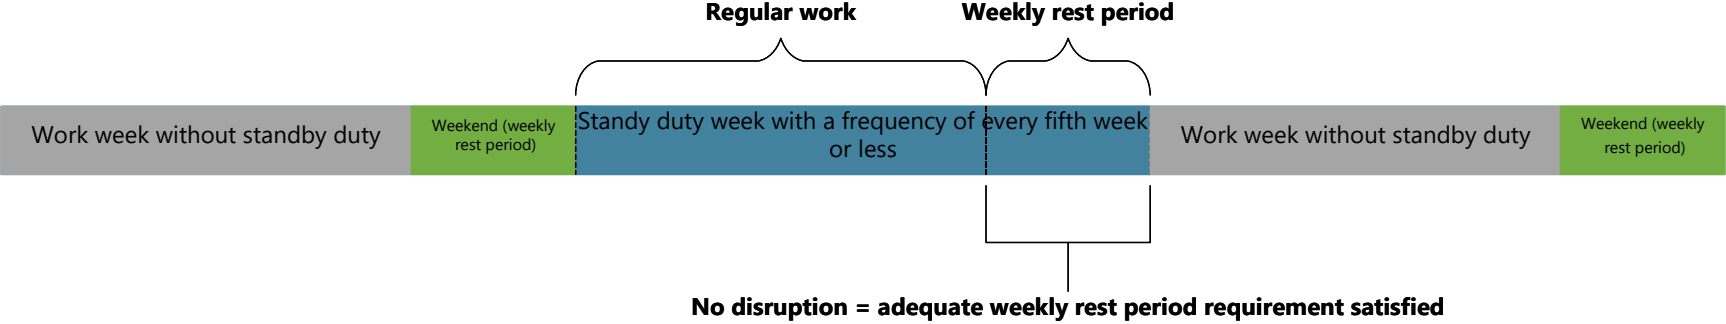 Regular work
Weekly rest period
Work week without standby duty
Weekend (weekly
rest period)
Standy duty week with a frequency of every fifth week
or less
Work week without standby duty
Weekend (weekly
rest period)
No disruption = adequate weekly rest period requirement satisfied